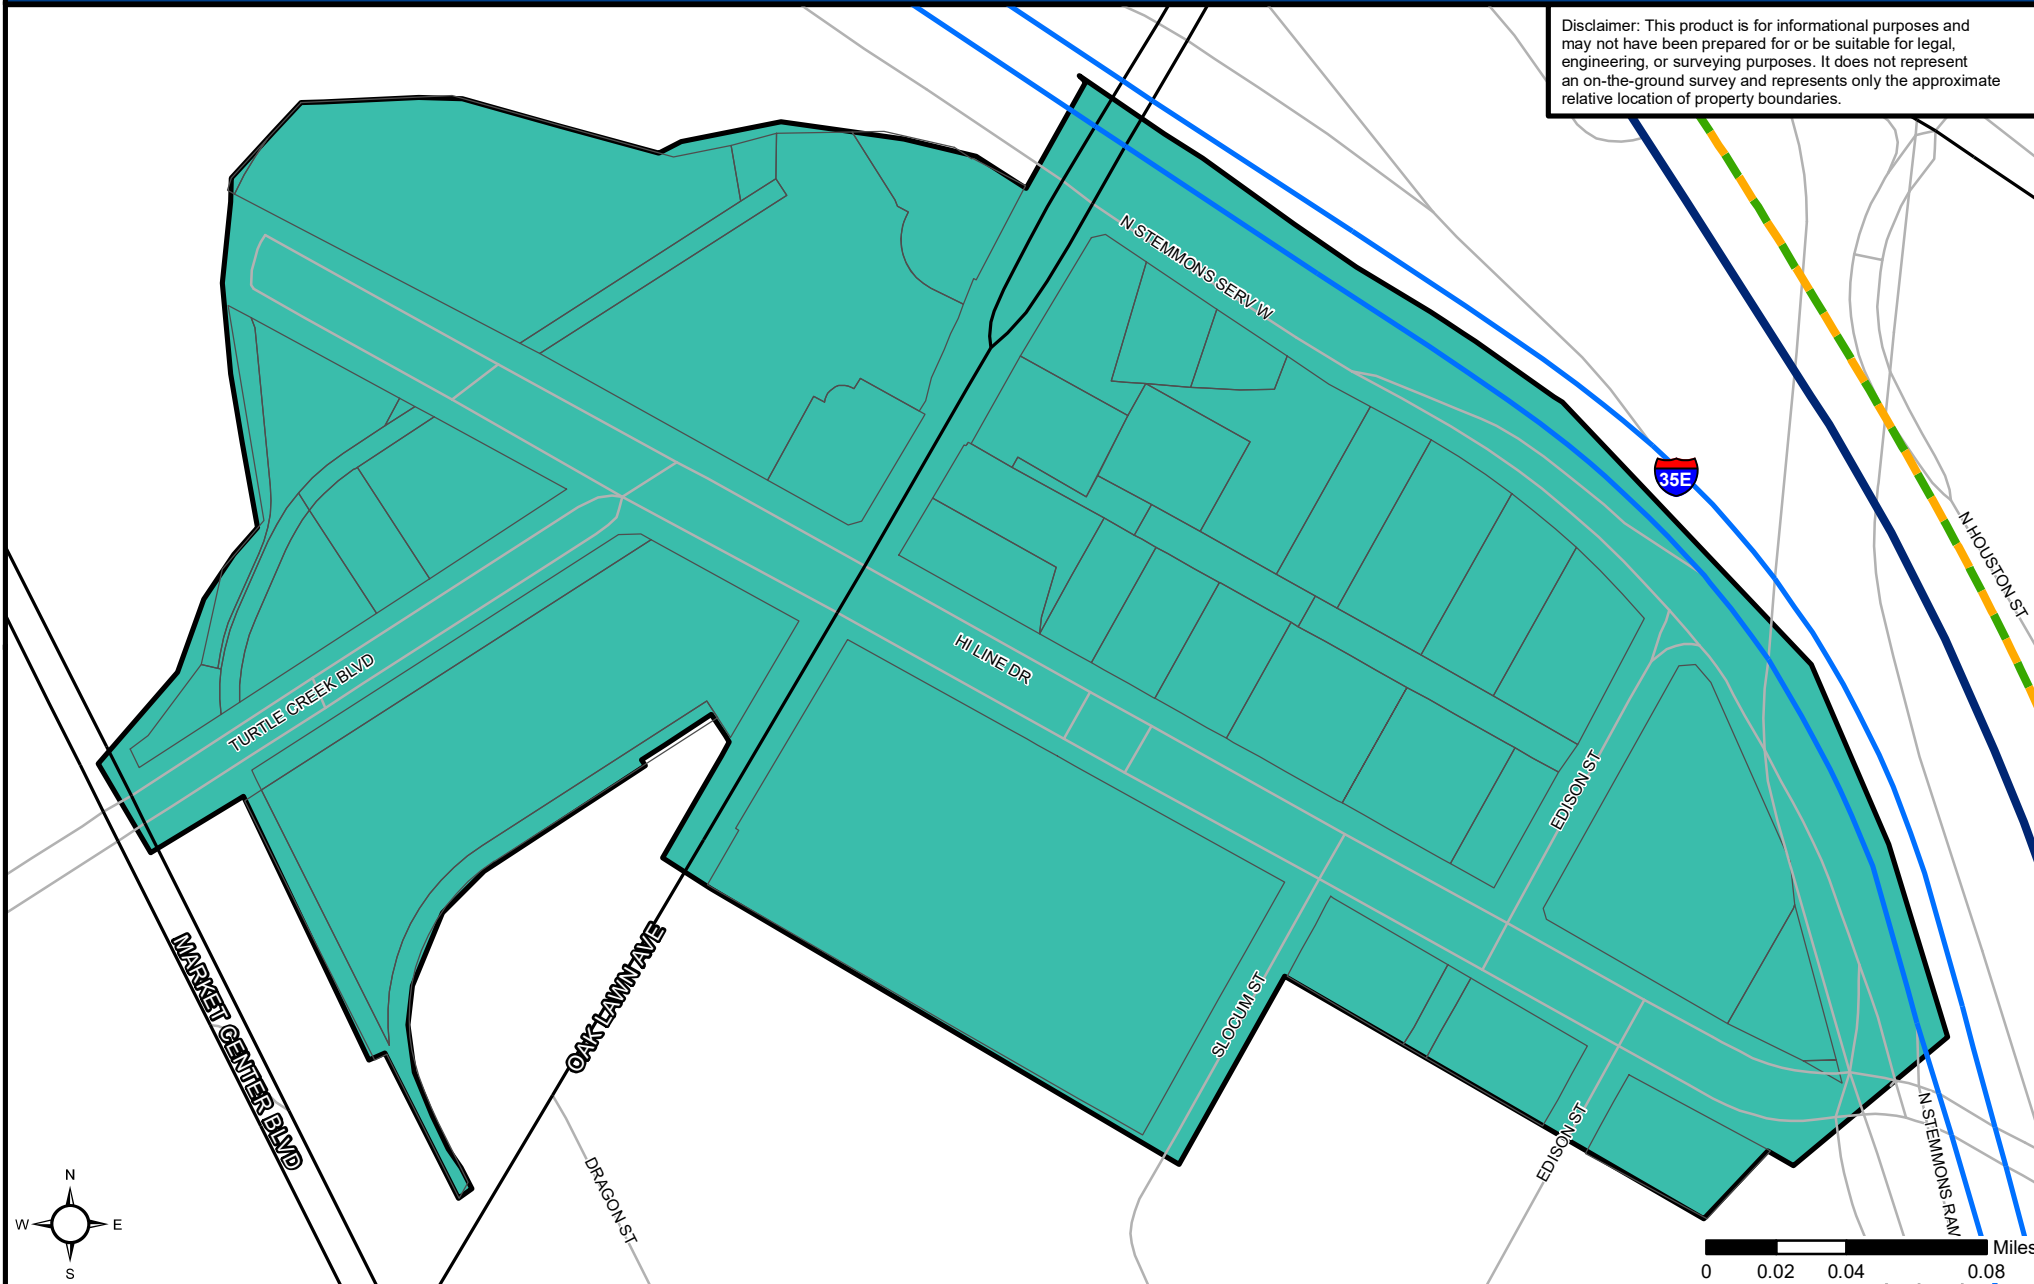 Disclaimer: This product is for informational purposes and
may not have been prepared for or be suitable for legal,
engineering, or surveying purposes. It does not represent
an on-the-ground survey and represents only the approximate
relative location of property boundaries.
N STEMMONS SERV W
35E
N HOUSTON ST
HI LINE DR
TURTLE CREEK BLVD
EDISON ST
MARKET CENTER BLVD
OAK LAWN AVE
SLOCUM ST
EDISON ST
N STEMMONS RAM
DRAGON ST
N
W E
S
Miles
0 0.02 0.04 0.08